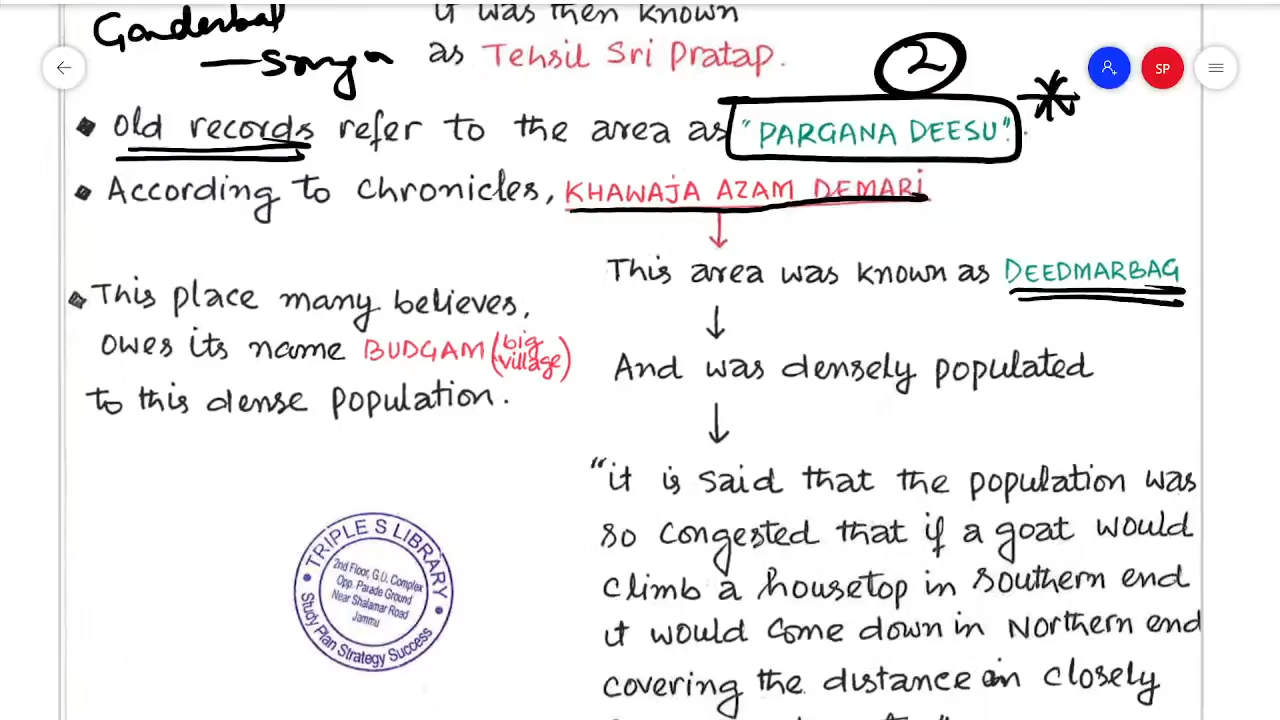 Ganderbal
it was then known
— Songa
as Tehsil Sri Pratap.
2
SP
Old records refer to the area as "PARGANA DEESU".
According to chronicles, KHAWAJA AZAM DEMARI
This area was known as DEEDMARBAG
This place many believes,
owes its name BUDGAM (big village)
And was densely populated
to this dense population.
"it is said that the population was
so congested that if a goat would
climb a housetop in southern end
it would come down in Northern end
covering the distance in closely
TRIPLE S LIBRARY
2nd Floor, G.D. Complex
Opp. Parade Ground
Near Shalamar Road
Jammu
Study Plan Strategy Success